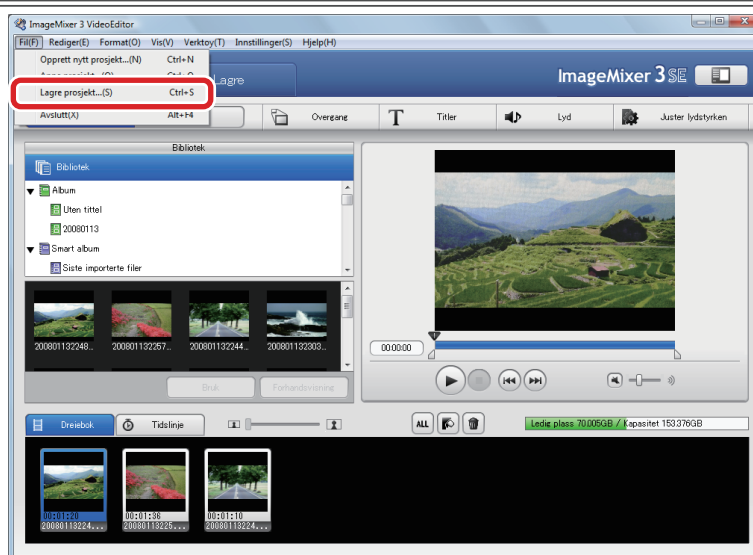 ImageMixer 3 VideoEditor
Fil(F) Rediger(E) Format(O) Vis(V) Verktoy(T) Innstillinger(S) Hjelp(H)
Opprett nytt prosjekt...(N) Ctrl+N
Lagre
Lagre prosjekt...(S) Ctrl+S
ImageMixer 3 SE
Avslutt(X) Alt+F4
Overgang
Titler
Lyd
Juster lydstyrken
Bibliotek
Bibliotek
Album
Uten tittel
20080113
Smart album
Siste importerte filer
200801132248... 200801132257... 200801132244... 200801132303...
00:00:00
Bruk Forhandsvisning
Dreiebok Tidslinje
ALL
Ledig plass 70.005GB / Kapasitet 153.376GB
00:01:20 00:01:36 00:01:10
20080113224... 20080113225... 20080113224...